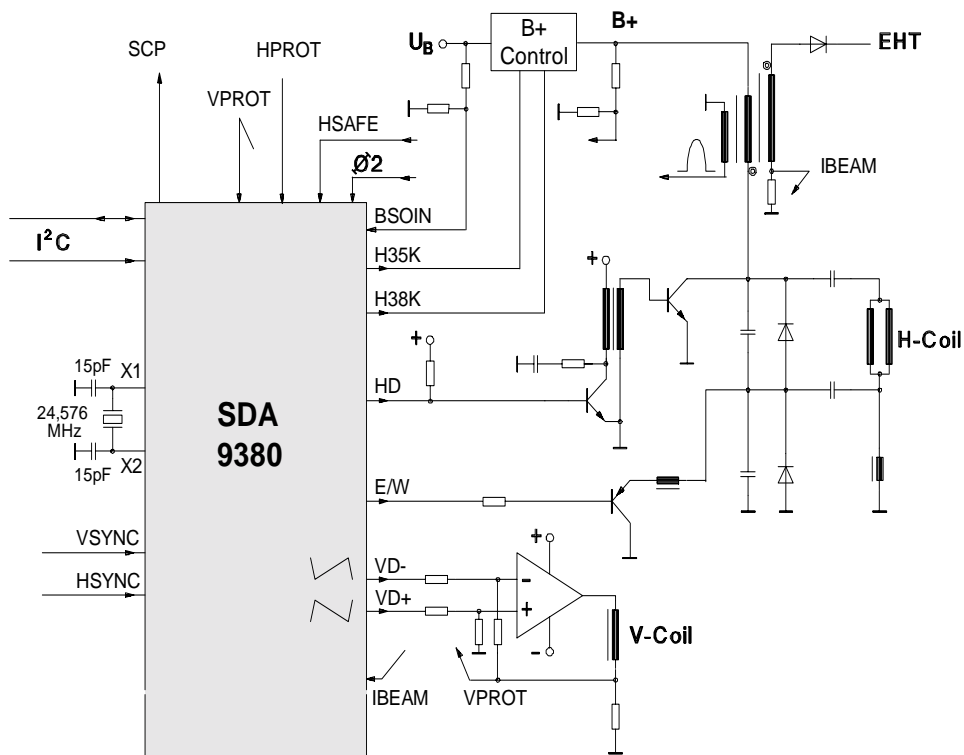 SCP
HPROT
VPROT
HSAFE
Ø2
U_B
B+
Control
B+
EHT
IBEAM
BSOIN
I²C
H35K
H38K
+
+
H-Coil
15pF
X1
24,576
MHz
X2
15pF
SDA
9380
HD
E/W
VSYNC
HSYNC
VD-
VD+
+
-
+
-
V-Coil
IBEAM
VPROT